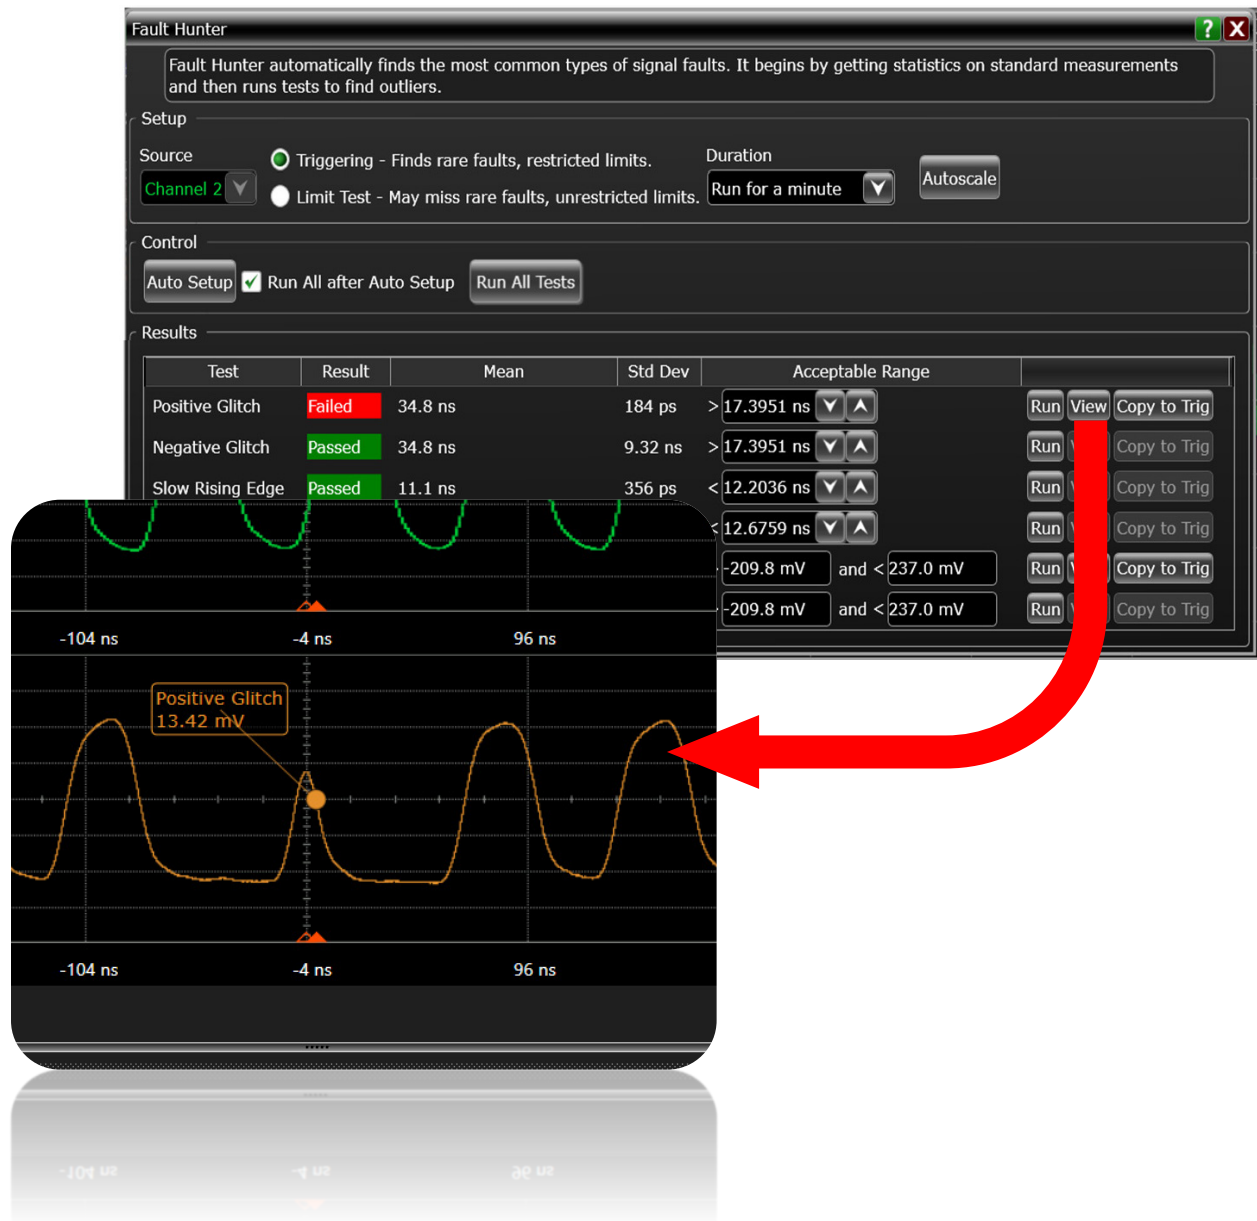 Fault Hunter
? X
Fault Hunter automatically finds the most common types of signal faults. It begins by getting statistics on standard measurements
and then runs tests to find outliers.
Setup
Source
Channel 2
Triggering - Finds rare faults, restricted limits.
Limit Test - May miss rare faults, unrestricted limits.
Duration
Run for a minute
Autoscale
Control
Auto Setup Run All after Auto Setup Run All Tests
Results
Test Result Mean Std Dev Acceptable Range
Positive Glitch Failed 34.8 ns 184 ps > 17.3951 ns Run View Copy to Trig
Negative Glitch Passed 34.8 ns 9.32 ns > 17.3951 ns Run Copy to Trig
Slow Rising Edge Passed 11.1 ns 356 ps < 12.2036 ns Run Copy to Trig
< 12.6759 ns Run Copy to Trig
-209.8 mV and < 237.0 mV Run Copy to Trig
-209.8 mV and < 237.0 mV Run Copy to Trig
-104 ns -4 ns 96 ns
Positive Glitch
13.42 mV
-104 ns -4 ns 96 ns